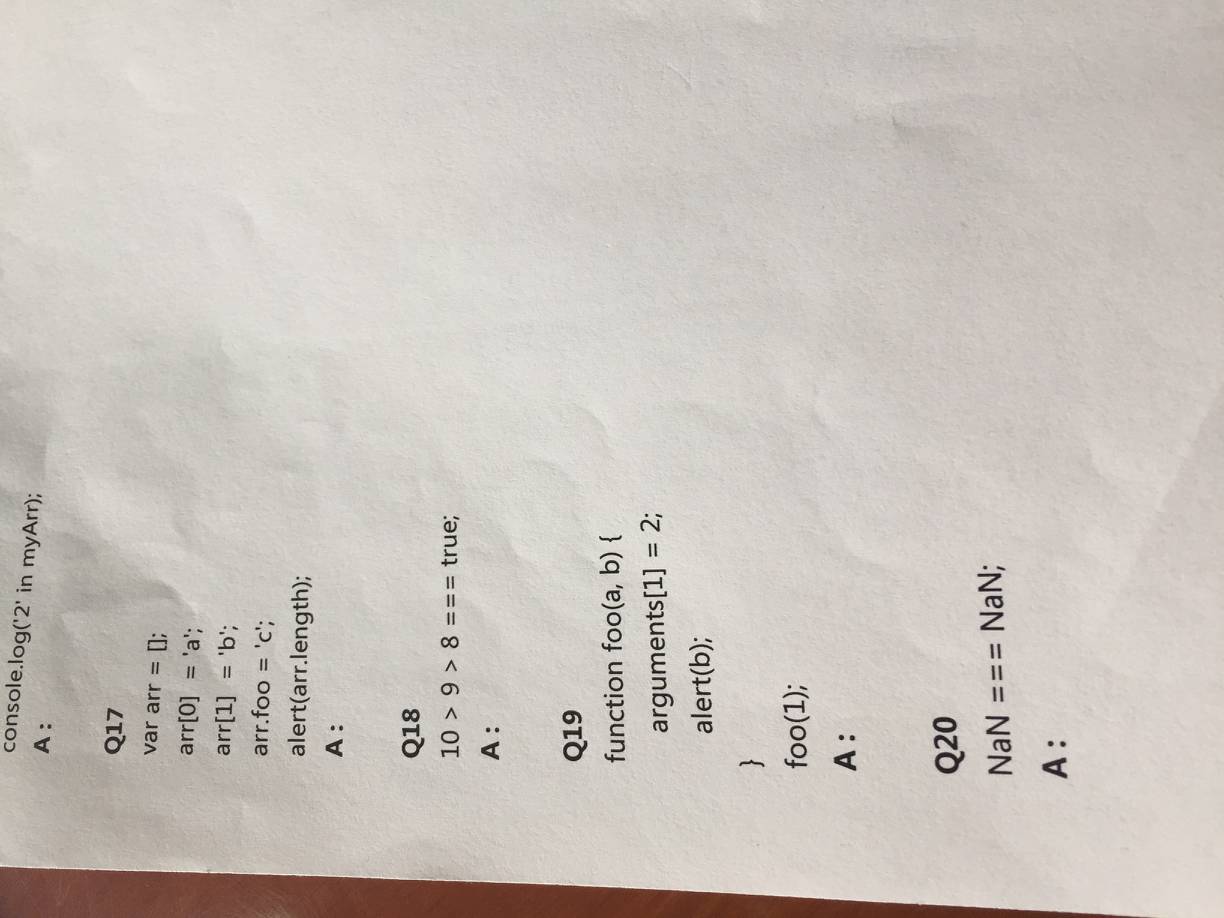 console.log('2' in myArr);
A :
Q17
var arr = [];
arr[0] = 'a';
arr[1] = 'b';
arr.foo = 'c';
alert(arr.length);
A :
Q18
10 > 9 > 8 === true;
A :
Q19
function foo(a, b) {
arguments[1] = 2;
alert(b);
}
foo(1);
A :
Q20
NaN === NaN;
A :